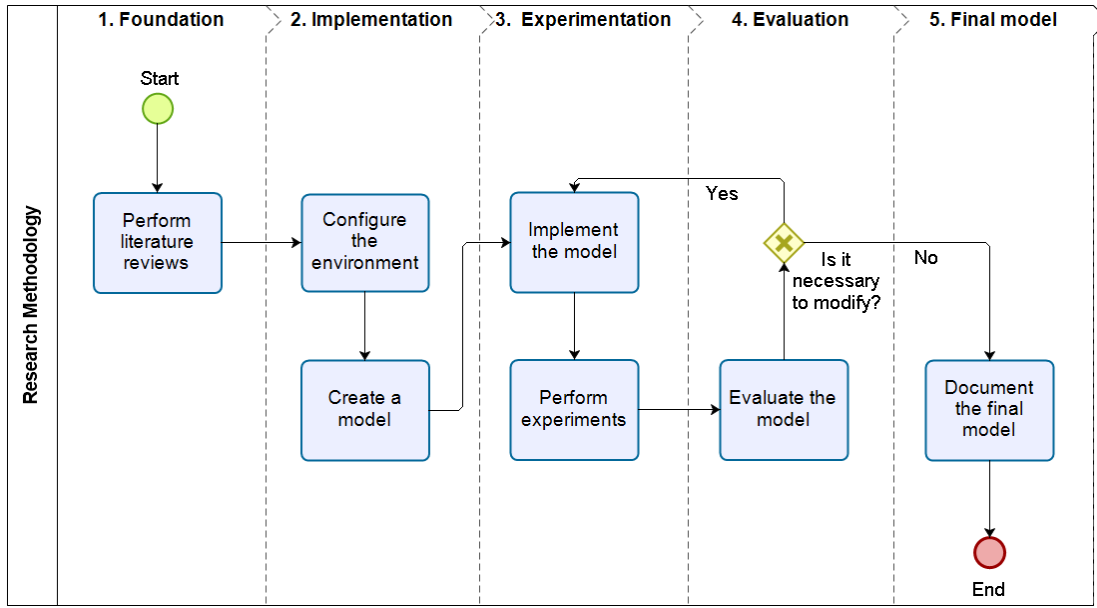 1. Foundation
2. Implementation
3. Experimentation
4. Evaluation
5. Final model
Research Methodology
Start
Perform
literature
reviews
Configure
the
environment
Create a
model
Implement
the model
Perform
experiments
Evaluate the
model
Yes
Is it
necessary
to modify?
No
Document
the final
model
End